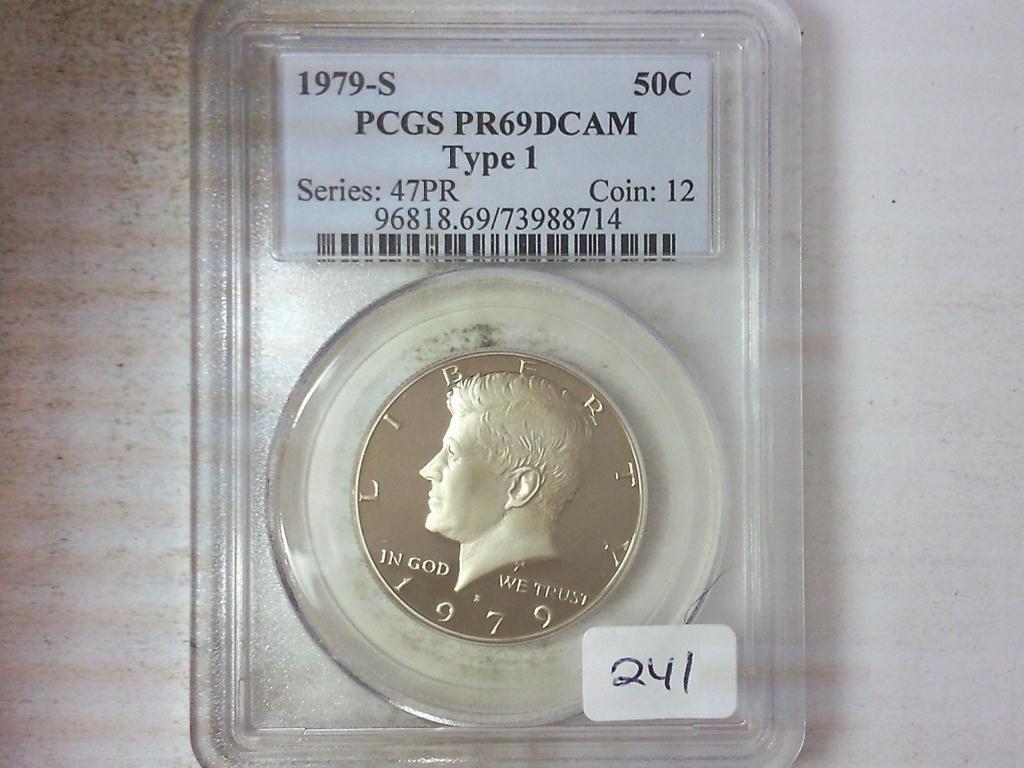 1979-S 50C
PCGS PR69DCAM
Type 1
Series: 47PR Coin: 12
96818.69/73988714
LIBERTY
IN GOD WE TRUST
1979
241